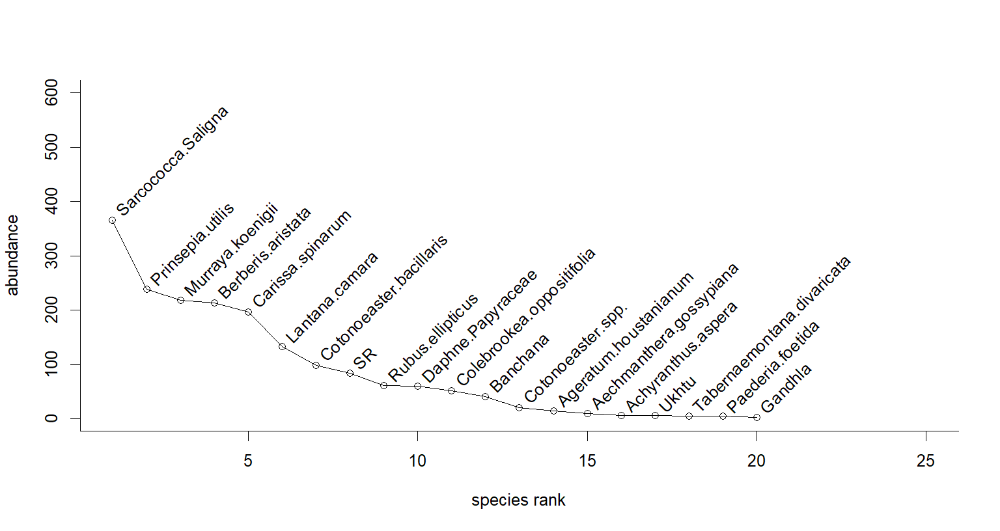 600
500
400
300
200
100
0
abundance
Sarcococca.Saligna
Prinsepia.utilis
Murraya.koenigii
Berberis.aristata
Carissa.spinarum
Lantana.camara
Cotonoeaster.bacillaris
SR
Rubus.ellipticus
Daphne.Papyraceae
Colebrookea.oppositifolia
Banchana
Cotonoeaster.spp.
Ageratum.houstanianum
Aechmanthera.gossypiana
Achyranthus.aspera
Ukhtu
Tabernaemontana.divaricata
Paederia.foetida
Gandhla
5 10 15 20 25
species rank